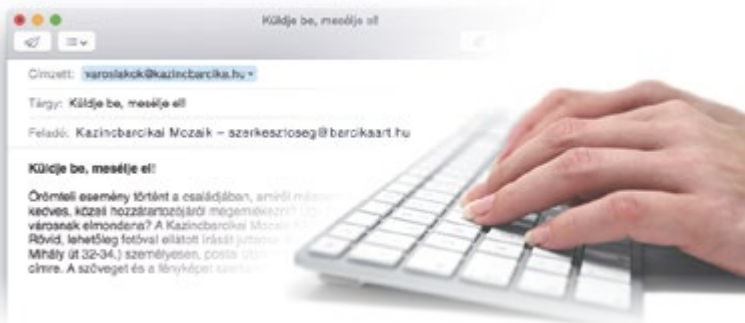 Küldje be, mesélje el!
Címzett: varoslakok@kazincbarcika.hu
Tárgy: Küldje be, mesélje el!
Feladó: Kazincbarcikai Mozaik – szerkesztoseg@barcikaart.hu
Küldje be, mesélje el!
Örömteli esemény történt a családjában, amiről
kedves, közeli hozzátartozójáról megemlékezni?
városnak elmondana? A Kazincbarcikai Mozaik
Rövid, lehetőleg fotóval ellátott írását
Mihály út 32-34.) személyesen, postai
címre. A szöveget és a fényképet